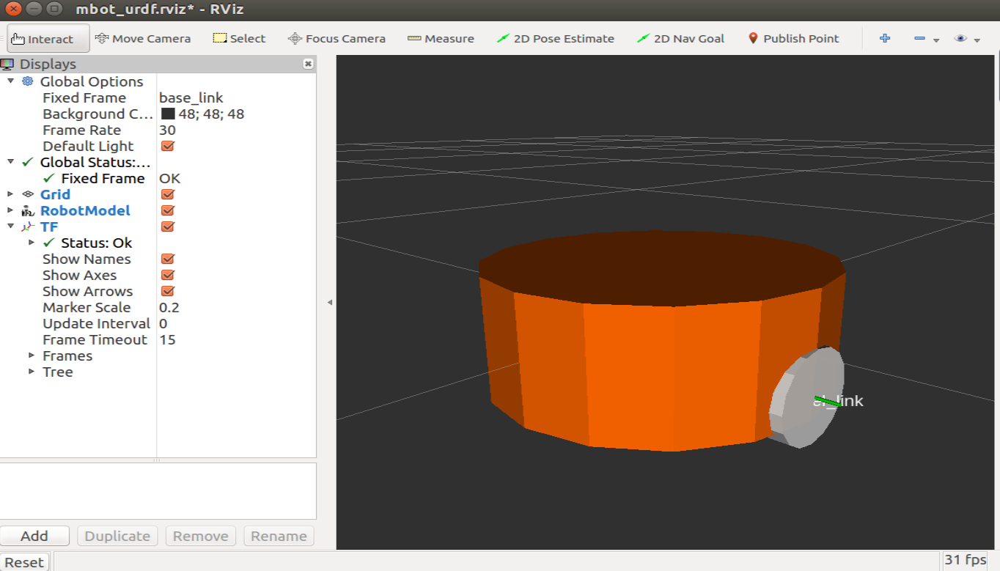 mbot_urdf.rviz* - RViz
Interact Move Camera Select Focus Camera Measure 2D Pose Estimate 2D Nav Goal Publish Point
Displays
Global Options
Fixed Frame base_link
Background C... 48; 48; 48
Frame Rate 30
Default Light
Global Status:...
Fixed Frame OK
Grid
RobotModel
TF
Status: Ok
Show Names
Show Axes
Show Arrows
Marker Scale 0.2
Update Interval 0
Frame Timeout 15
Frames
Tree
el_link
Add Duplicate Remove Rename
Reset 31 fps